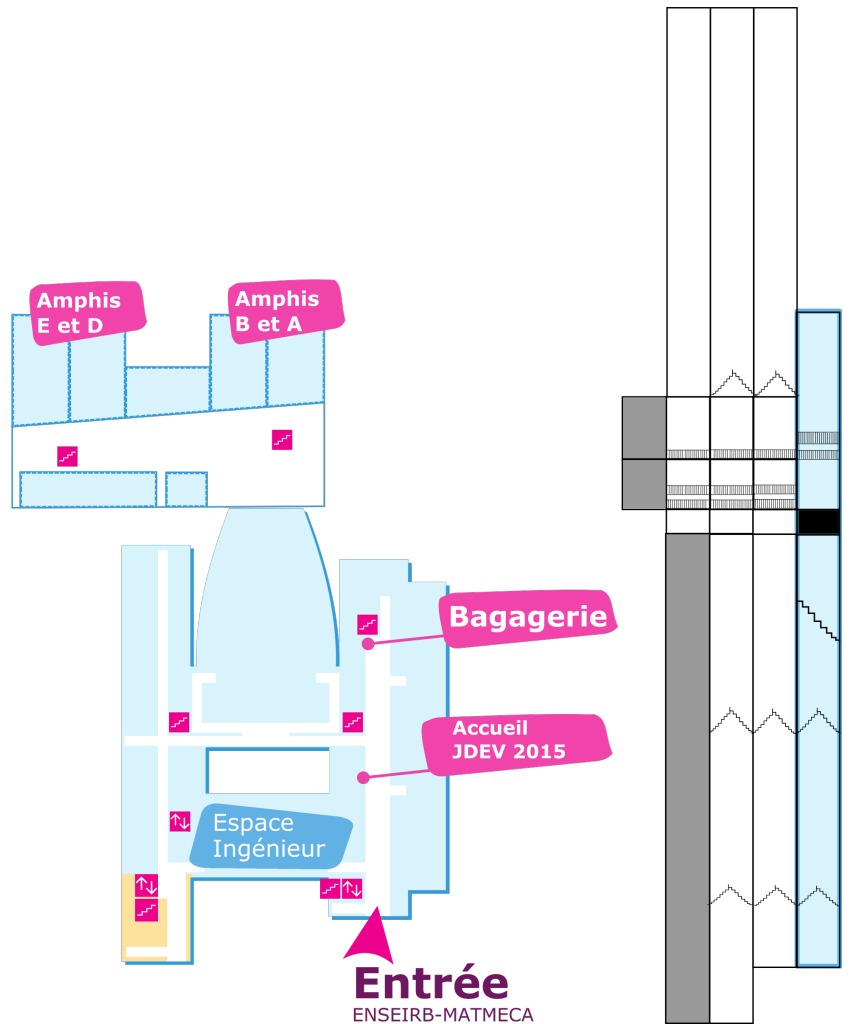 Amphis
E et D
Amphis
B et A
Bagagerie
Accueil
JDEV 2015
Espace
Ingénieur
Entrée
ENSEIRB-MATMECA